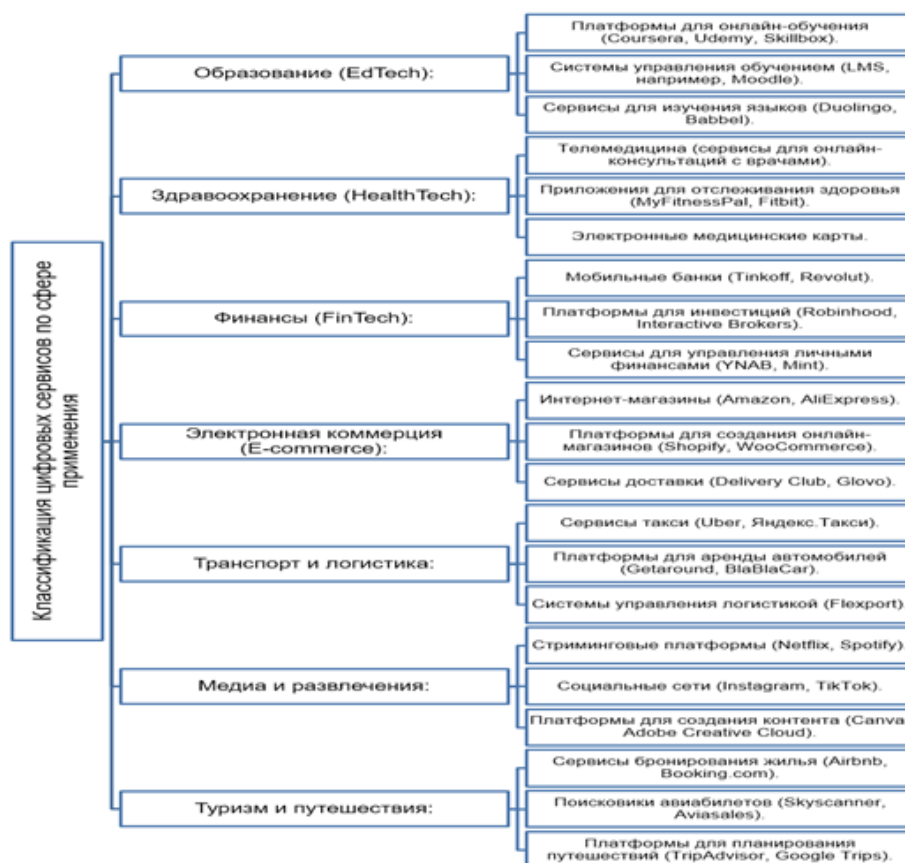 Классификация цифровых сервисов по сфере
применения
Образование (EdTech):
Платформы для онлайн-обучения
(Coursera, Udemy, Skillbox).
Системы управления обучением (LMS,
например, Moodle).
Сервисы для изучения языков (Duolingo,
Babbel).
Здравоохранение (HealthTech):
Телемедицина (сервисы для онлайн-
консультаций с врачами).
Приложения для отслеживания здоровья
(MyFitnessPal, Fitbit).
Электронные медицинские карты.
Финансы (FinTech):
Мобильные банки (Tinkoff, Revolut).
Платформы для инвестиций (Robinhood,
Interactive Brokers).
Сервисы для управления личными
финансами (YNAB, Mint).
Электронная коммерция
(E-commerce):
Интернет-магазины (Amazon, AliExpress).
Платформы для создания онлайн-
магазинов (Shopify, WooCommerce).
Сервисы доставки (Delivery Club, Glovo).
Транспорт и логистика:
Сервисы такси (Uber, Яндекс.Такси).
Платформы для аренды автомобилей
(Getaround, BlaBlaCar).
Системы управления логистикой (Flexport).
Медиа и развлечения:
Стриминговые платформы (Netflix, Spotify).
Социальные сети (Instagram, TikTok).
Платформы для создания контента (Canva,
Adobe Creative Cloud).
Туризм и путешествия:
Сервисы бронирования жилья (Airbnb,
Booking.com).
Поисковики авиабилетов (Skyscanner,
Aviasales).
Платформы для планирования
путешествий (TripAdvisor, Google Trips).